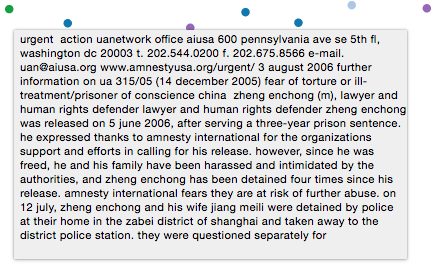 urgent  action uanetwork office aiusa 600 pennsylvania ave se 5th fl,
washington dc 20003 t. 202.544.0200 f. 202.675.8566 e-mail.
uan@aiusa.org www.amnestyusa.org/urgent/ 3 august 2006 further
information on ua 315/05 (14 december 2005) fear of torture or ill-
treatment/prisoner of conscience china  zheng enchong (m), lawyer and
human rights defender lawyer and human rights defender zheng enchong
was released on 5 june 2006, after serving a three-year prison sentence.
he expressed thanks to amnesty international for the organizations
support and efforts in calling for his release. however, since he was
freed, he and his family have been harassed and intimidated by the
authorities, and zheng enchong has been detained four times since his
release. amnesty international fears they are at risk of further abuse. on
12 july, zheng enchong and his wife jiang meili were detained by police
at their home in the zabei district of shanghai and taken away to the
district police station. they were questioned separately for